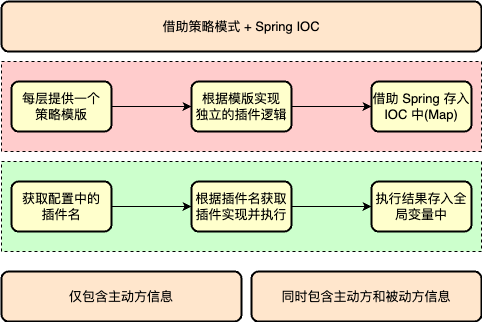 借助策略模式 + Spring IOC
每层提供一个
策略模版
根据模版实现
独立的插件逻辑
借助 Spring 存入
IOC 中(Map)
获取配置中的
插件名
根据插件名获取
插件实现并执行
执行结果存入全
局变量中
仅包含主动方信息
同时包含主动方和被动方信息